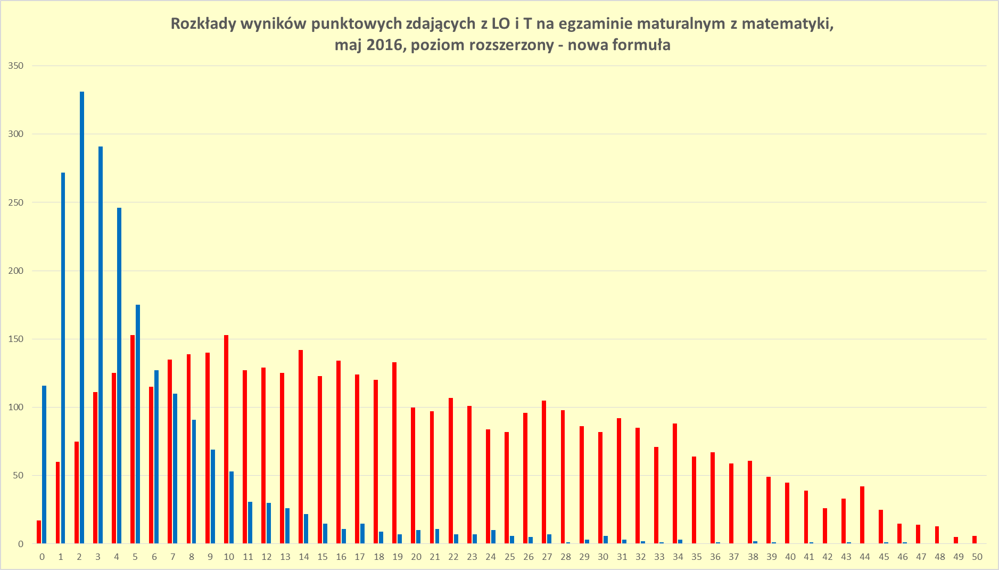 Rozkłady wyników punktowych zdających z LO i T na egzaminie maturalnym z matematyki,
maj 2016, poziom rozszerzony - nowa formuła
350
300
250
200
150
100
50
0
0 1 2 3 4 5 6 7 8 9 10 11 12 13 14 15 16 17 18 19 20 21 22 23 24 25 26 27 28 29 30 31 32 33 34 35 36 37 38 39 40 41 42 43 44 45 46 47 48 49 50